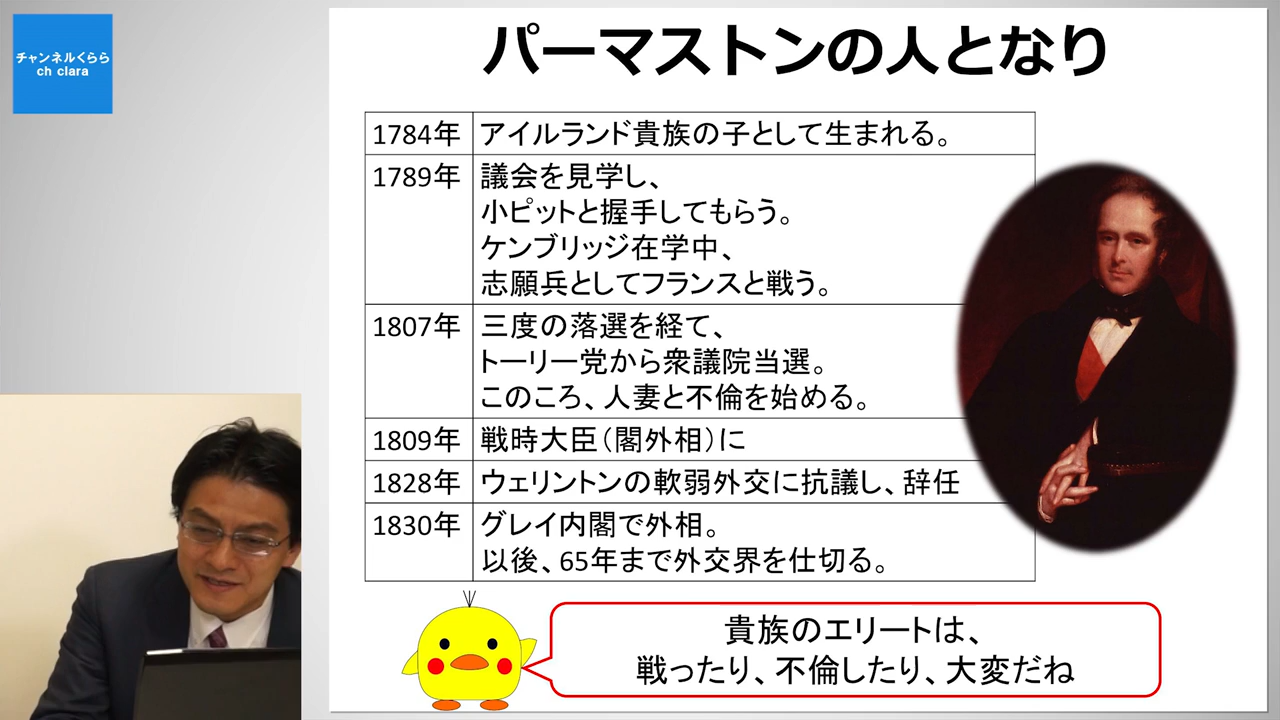 チャンネルくらら
ch clara
パーマストンの人となり
1784年 アイルランド貴族の子として生まれる。
1789年 議会を見学し、
小ピットと握手してもらう。
ケンブリッジ在学中、
志願兵としてフランスと戦う。
1807年 三度の落選を経て、
トーリー党から衆議院当選。
このころ、人妻と不倫を始める。
1809年 戦時大臣（閣外相）に
1828年 ウェリントンの軟弱外交に抗議し、辞任
1830年 グレイ内閣で外相。
以後、65年まで外交界を仕切る。
貴族のエリートは、
戦ったり、不倫したり、大変だね